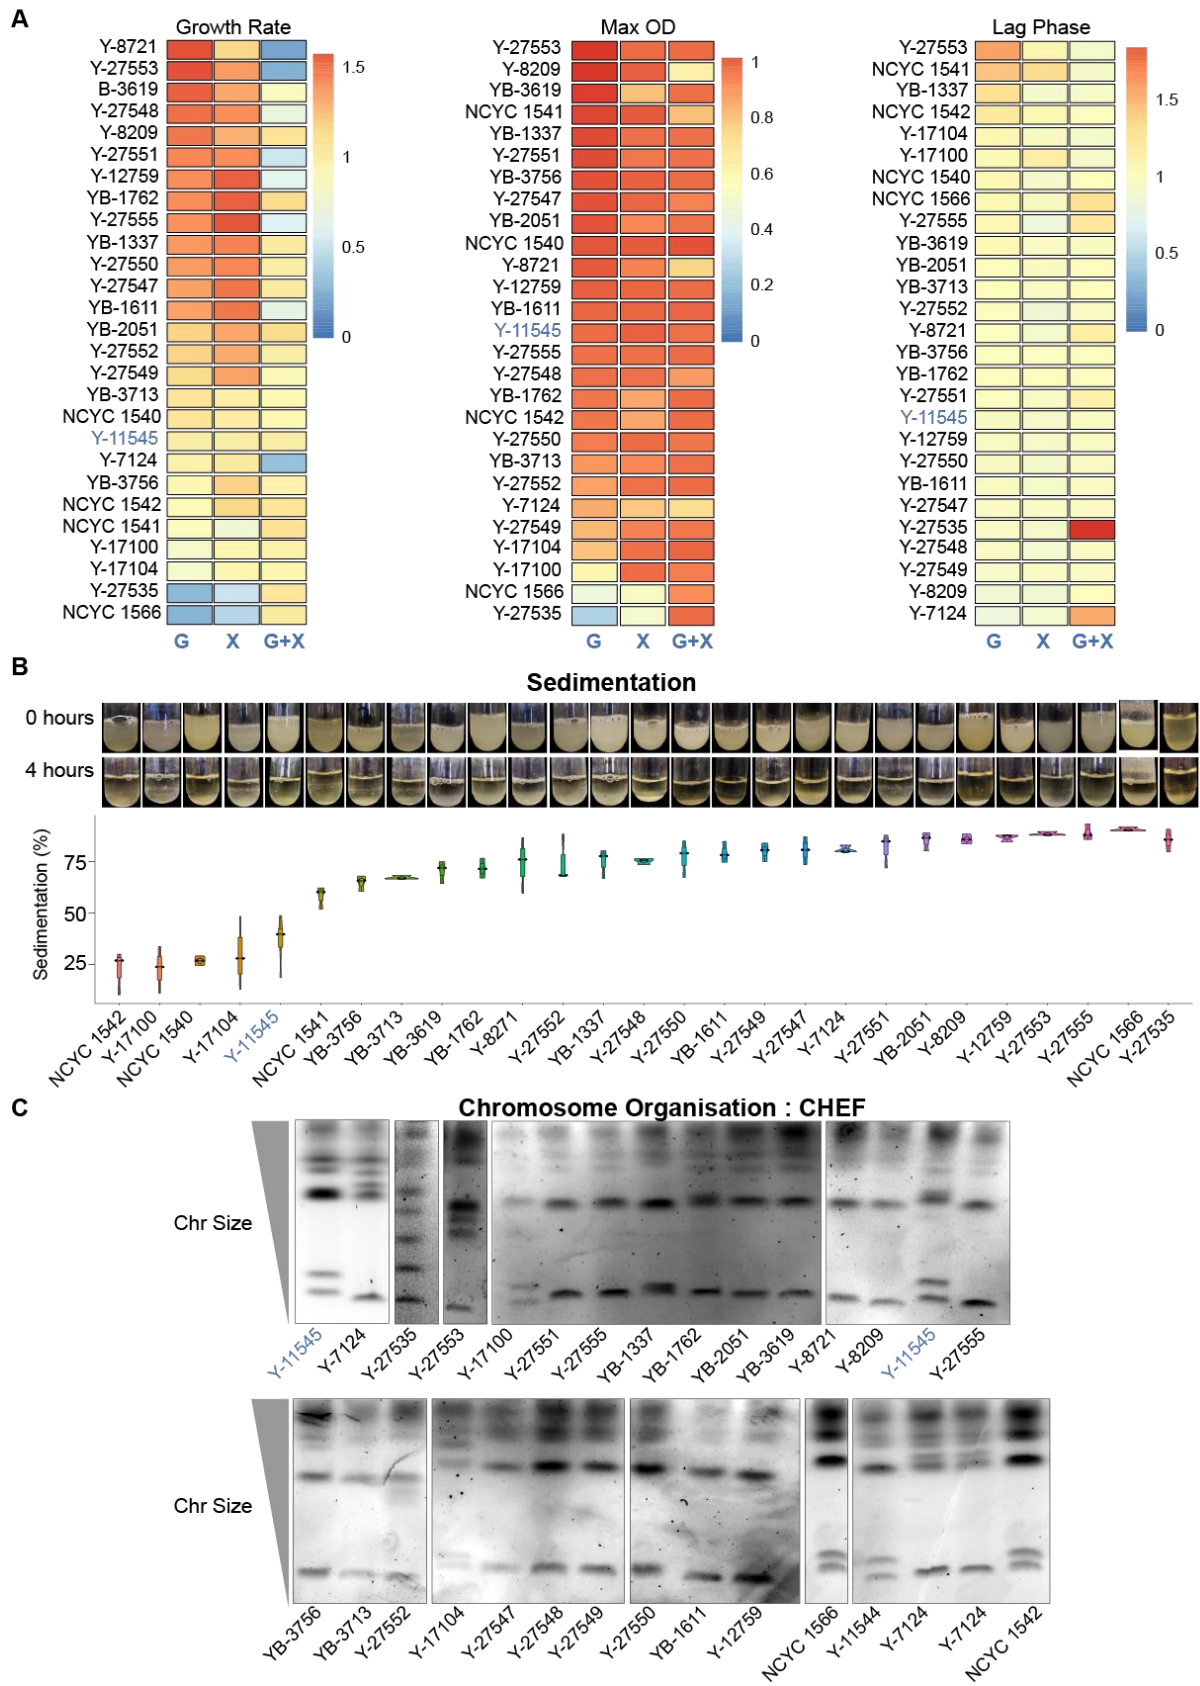 A
Growth Rate
Y-8721
Y-27553
B-3619
Y-27548
Y-8209
Y-27551
Y-12759
YB-1762
Y-27555
YB-1337
Y-27550
Y-27547
YB-1611
YB-2051
Y-27552
Y-27549
YB-3713
NCYC 1540
Y-11545
Y-7124
YB-3756
NCYC 1542
NCYC 1541
Y-17100
Y-17104
Y-27535
NCYC 1566
G X G+X
1.5
1
0.5
0
Max OD
Y-27553
Y-8209
YB-3619
NCYC 1541
YB-1337
Y-27551
YB-3756
Y-27547
YB-2051
NCYC 1540
Y-8721
Y-12759
YB-1611
Y-11545
Y-27555
Y-27548
YB-1762
NCYC 1542
Y-27550
YB-3713
Y-27552
Y-7124
Y-27549
Y-17104
Y-17100
NCYC 1566
Y-27535
G X G+X
1
0.8
0.6
0.4
0.2
0
Lag Phase
Y-27553
NCYC 1541
YB-1337
NCYC 1542
Y-17104
Y-17100
NCYC 1540
NCYC 1566
Y-27555
YB-3619
YB-2051
YB-3713
Y-27552
Y-8721
YB-3756
YB-1762
Y-27551
Y-11545
Y-12759
Y-27550
YB-1611
Y-27547
Y-27535
Y-27548
Y-27549
Y-8209
Y-7124
G X G+X
1.5
1
0.5
0
B
Sedimentation
0 hours
4 hours
Sedimentation (%)
75
50
25
NCYC 1542
Y-17100
NCYC 1540
Y-17104
Y-11545
NCYC 1541
YB-3756
YB-3713
YB-3619
YB-1762
Y-8271
Y-27552
YB-1337
Y-27548
Y-27550
YB-1611
Y-27549
Y-27547
Y-7124
Y-27551
YB-2051
Y-8209
Y-12759
Y-27553
Y-27555
NCYC 1566
Y-27535
C
Chromosome Organisation : CHEF
Chr Size
Y-11545
Y-7124
Y-27535
Y-27553
Y-17100
Y-27551
Y-27555
YB-1337
YB-1762
YB-2051
YB-3619
Y-8721
Y-8209
Y-11545
Y-27555
Chr Size
YB-3756
YB-3713
Y-27552
Y-17104
Y-27547
Y-27548
Y-27549
Y-27550
YB-1611
Y-12759
NCYC 1566
Y-11544
Y-7124
Y-7124
NCYC 1542